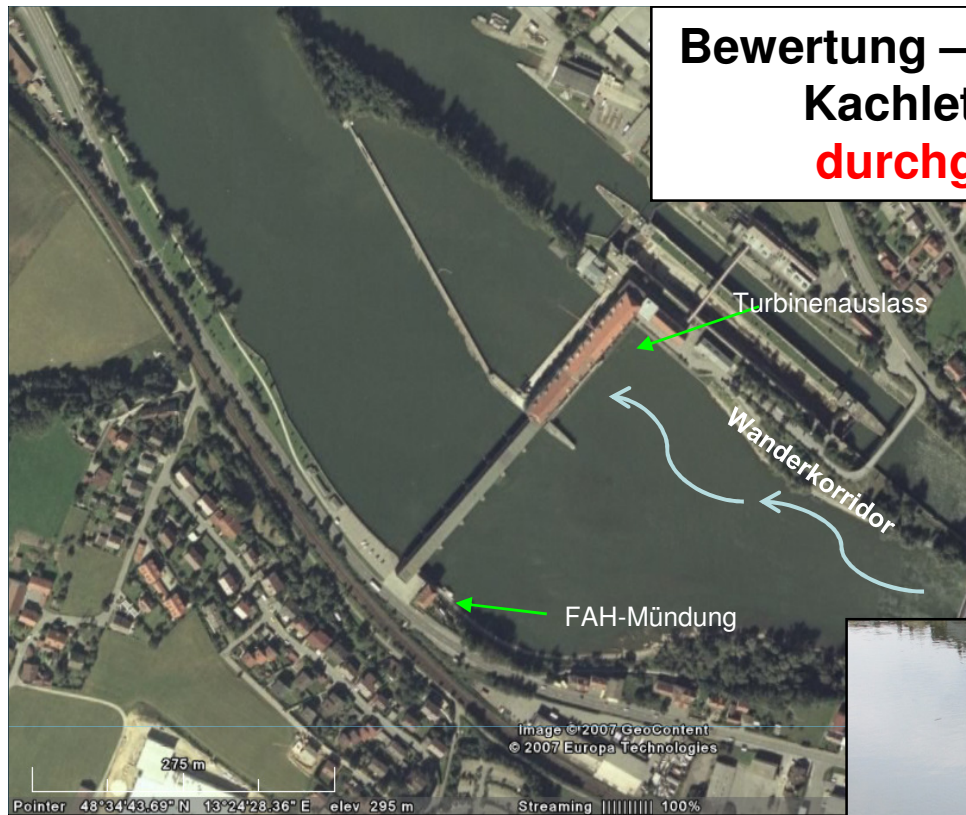 Bewertung —
Kachlet
durchg
Turbinenauslass
Wanderkorridor
FAH-Mündung
Image © 2007 GeoContent
© 2007 Europa Technologies
275 m
Pointer 48°34'43.69" N 13°24'28.36" E elev 295 m Streaming |||||||||| 100%